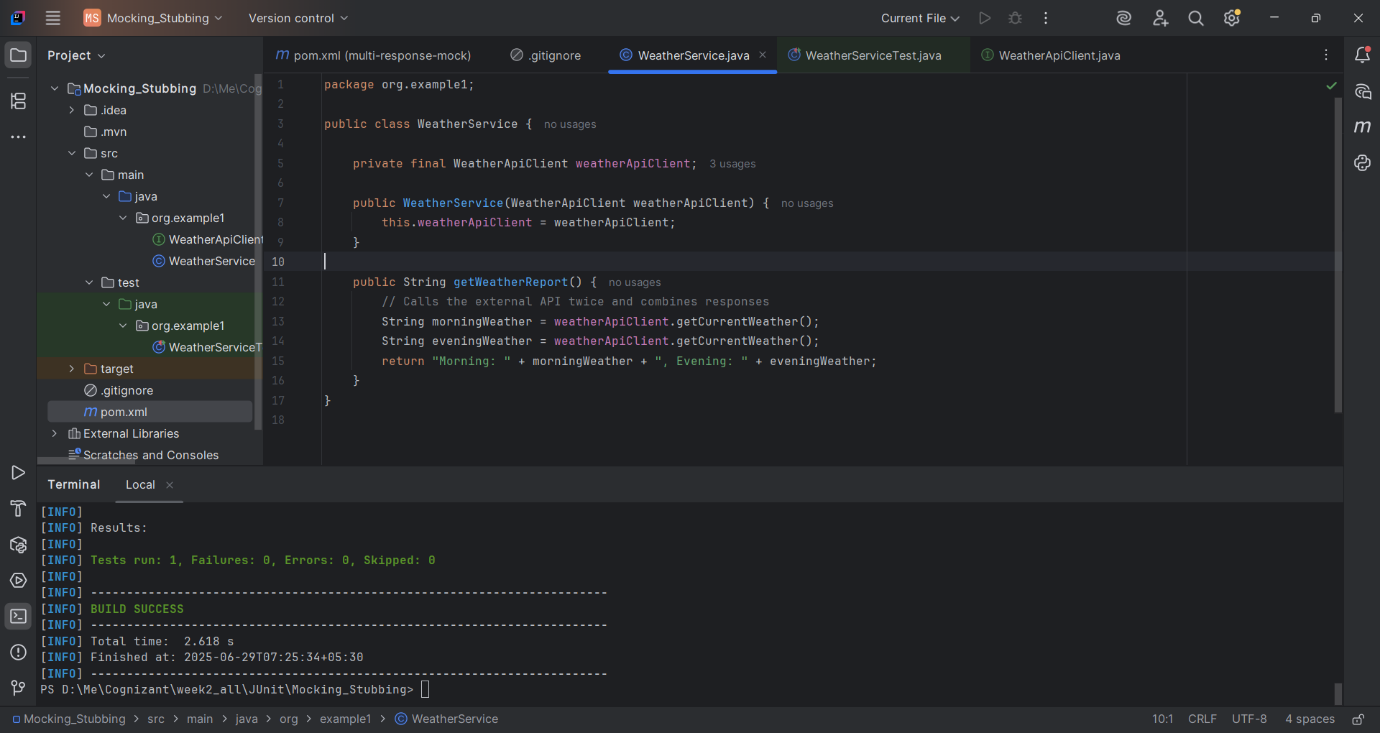 MS Mocking_Stubbing Version control Current File
Project
pom.xml (multi-response-mock) .gitignore WeatherService.java WeatherServiceTest.java WeatherApiClient.java
Mocking_Stubbing D:\Me\Cog
.idea
.mvn
src
main
java
org.example1
WeatherApiClient
WeatherService
test
java
org.example1
WeatherServiceT
target
.gitignore
pom.xml
External Libraries
Scratches and Consoles
1 package org.example1;
2
3 public class WeatherService { no usages
4
5 private final WeatherApiClient weatherApiClient; 3 usages
6
7 public WeatherService(WeatherApiClient weatherApiClient) { no usages
8 this.weatherApiClient = weatherApiClient;
9 }
10
11 public String getWeatherReport() { no usages
12 // Calls the external API twice and combines responses
13 String morningWeather = weatherApiClient.getCurrentWeather();
14 String eveningWeather = weatherApiClient.getCurrentWeather();
15 return "Morning: " + morningWeather + ", Evening: " + eveningWeather;
16 }
17 }
18
Terminal Local
[INFO]
[INFO] Results:
[INFO]
[INFO] Tests run: 1, Failures: 0, Errors: 0, Skipped: 0
[INFO]
[INFO] ------------------------------------------------------------------------
[INFO] BUILD SUCCESS
[INFO] ------------------------------------------------------------------------
[INFO] Total time:  2.618 s
[INFO] Finished at: 2025-06-29T07:25:34+05:30
[INFO] ------------------------------------------------------------------------
PS D:\Me\Cognizant\week2_all\JUnit\Mocking_Stubbing>
Mocking_Stubbing > src > main > java > org > example1 > WeatherService 10:1 CRLF UTF-8 4 spaces